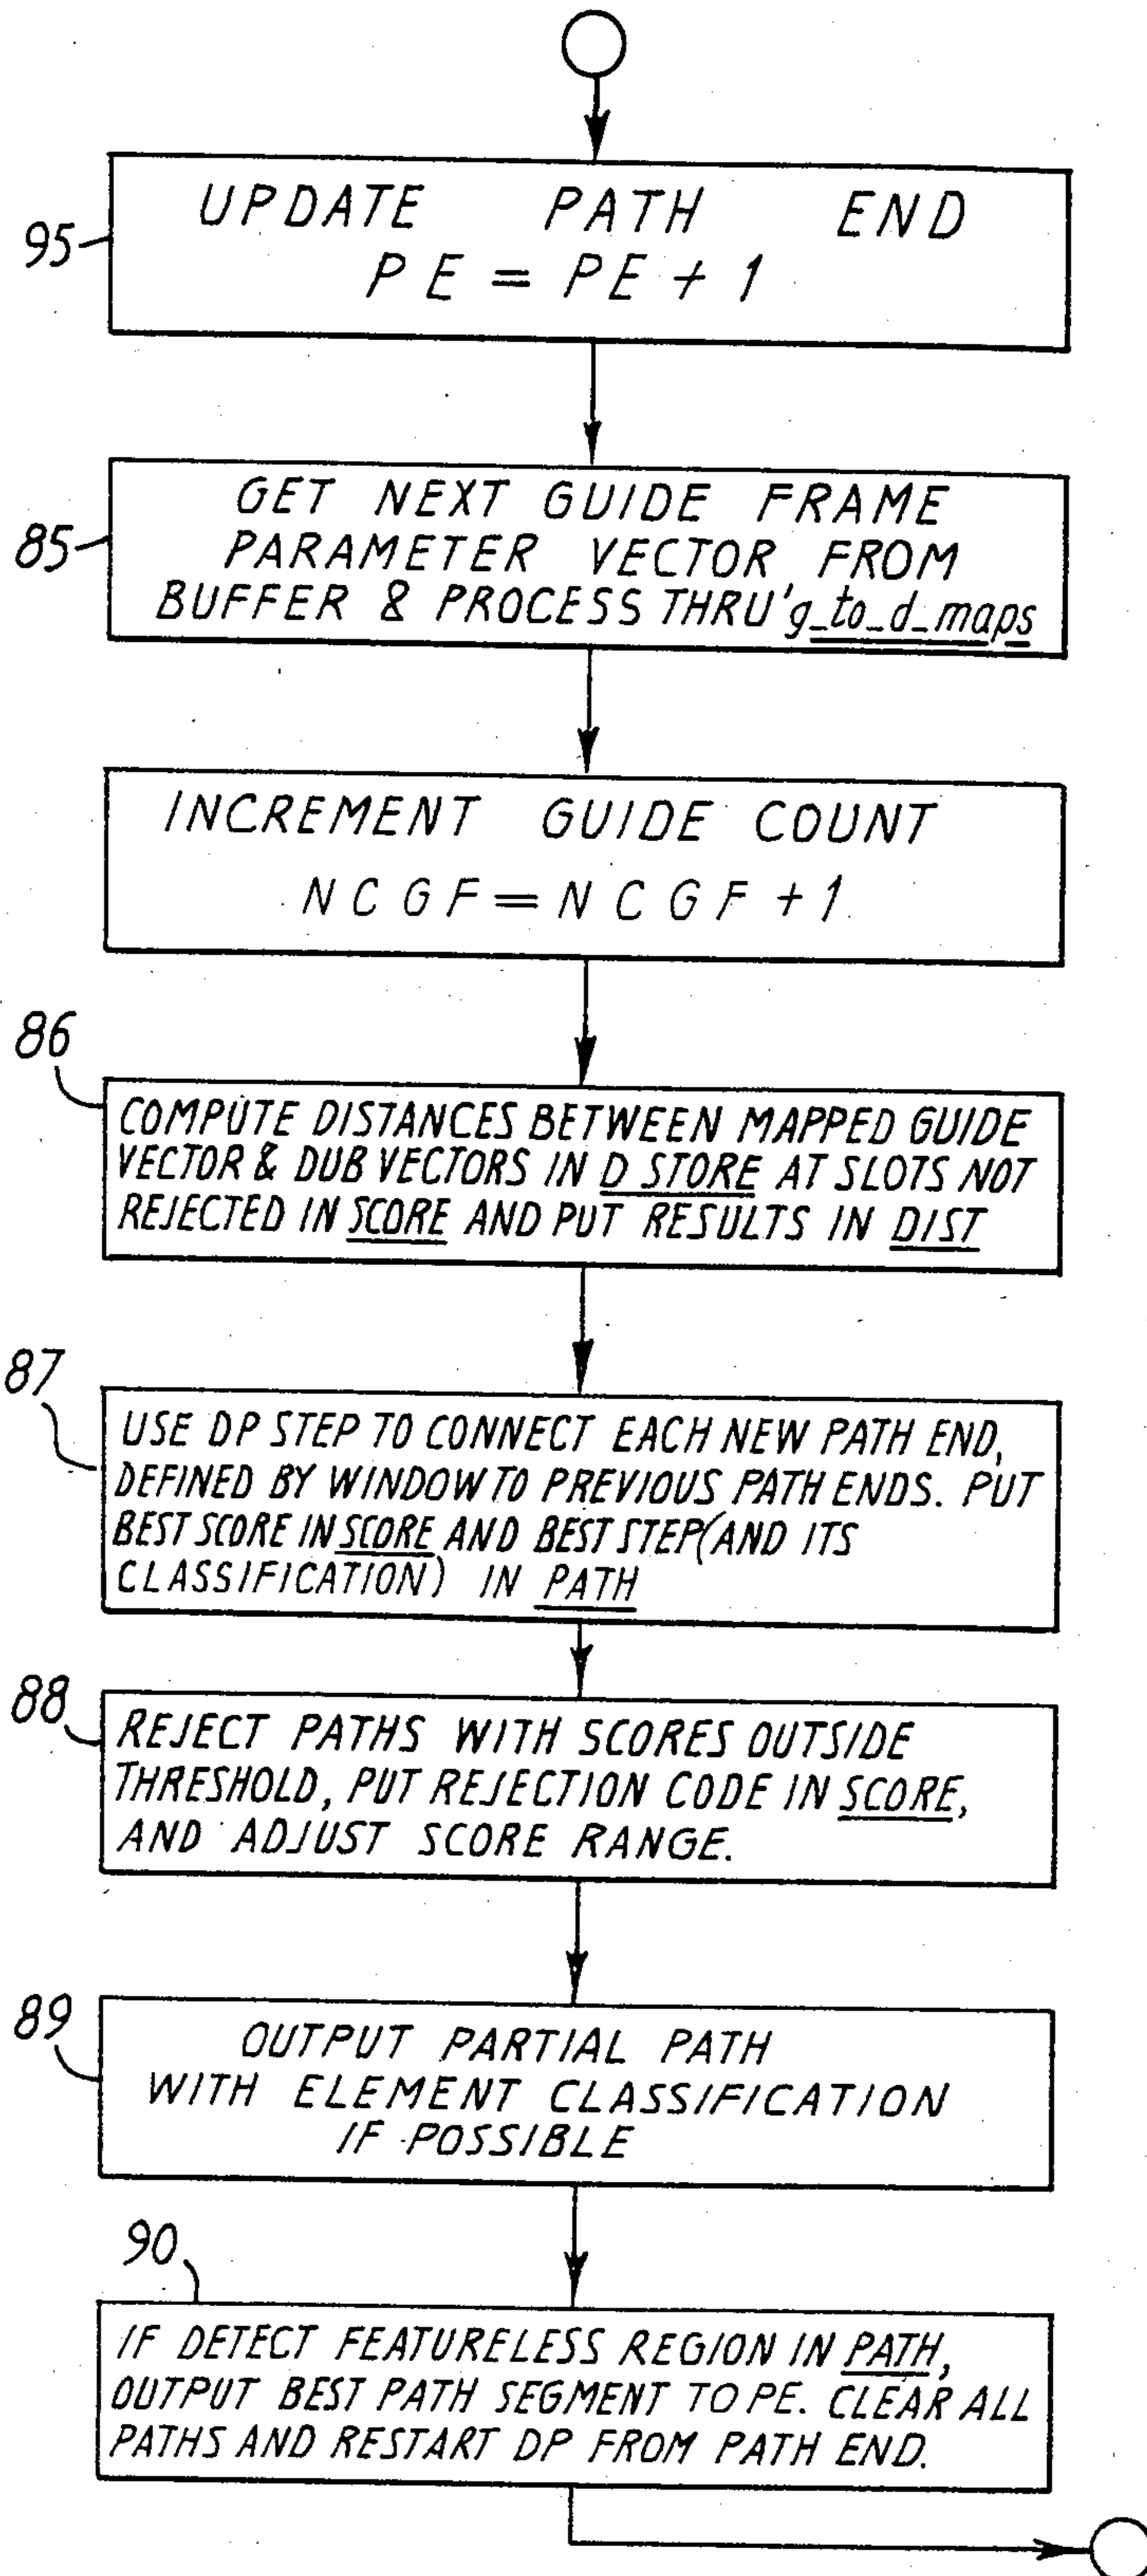 95
UPDATE PATH END
PE = PE + 1
85
GET NEXT GUIDE FRAME
PARAMETER VECTOR FROM
BUFFER & PROCESS THRU' g_to_d_maps
INCREMENT GUIDE COUNT
NCGF = NCGF + 1
86
COMPUTE DISTANCES BETWEEN MAPPED GUIDE
VECTOR & DUB VECTORS IN D STORE AT SLOTS NOT
REJECTED IN SCORE AND PUT RESULTS IN DIST
87
USE DP STEP TO CONNECT EACH NEW PATH END,
DEFINED BY WINDOW TO PREVIOUS PATH ENDS. PUT
BEST SCORE IN SCORE AND BEST STEP (AND ITS
CLASSIFICATION) IN PATH
88
REJECT PATHS WITH SCORES OUTSIDE
THRESHOLD, PUT REJECTION CODE IN SCORE,
AND ADJUST SCORE RANGE.
89
OUTPUT PARTIAL PATH
WITH ELEMENT CLASSIFICATION
IF POSSIBLE
90
IF DETECT FEATURELESS REGION IN PATH,
OUTPUT BEST PATH SEGMENT TO PE. CLEAR ALL
PATHS AND RESTART DP FROM PATH END.